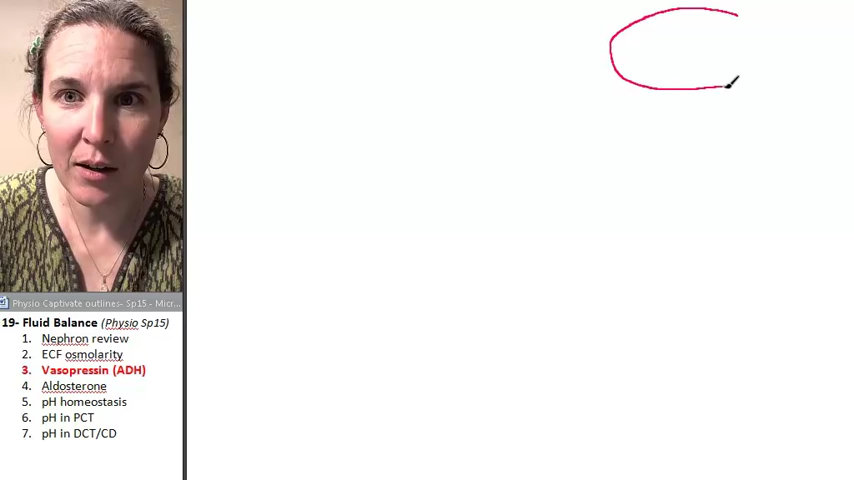 Physio Captivate outlines- Sp15.- Micr...
19- Fluid Balance (Physio Sp15)
1. Nephron review
2. ECF osmolarity
3. Vasopressin (ADH)
4. Aldosterone
5. pH homeostasis
6. pH in PCT
7. pH in DCT/CD